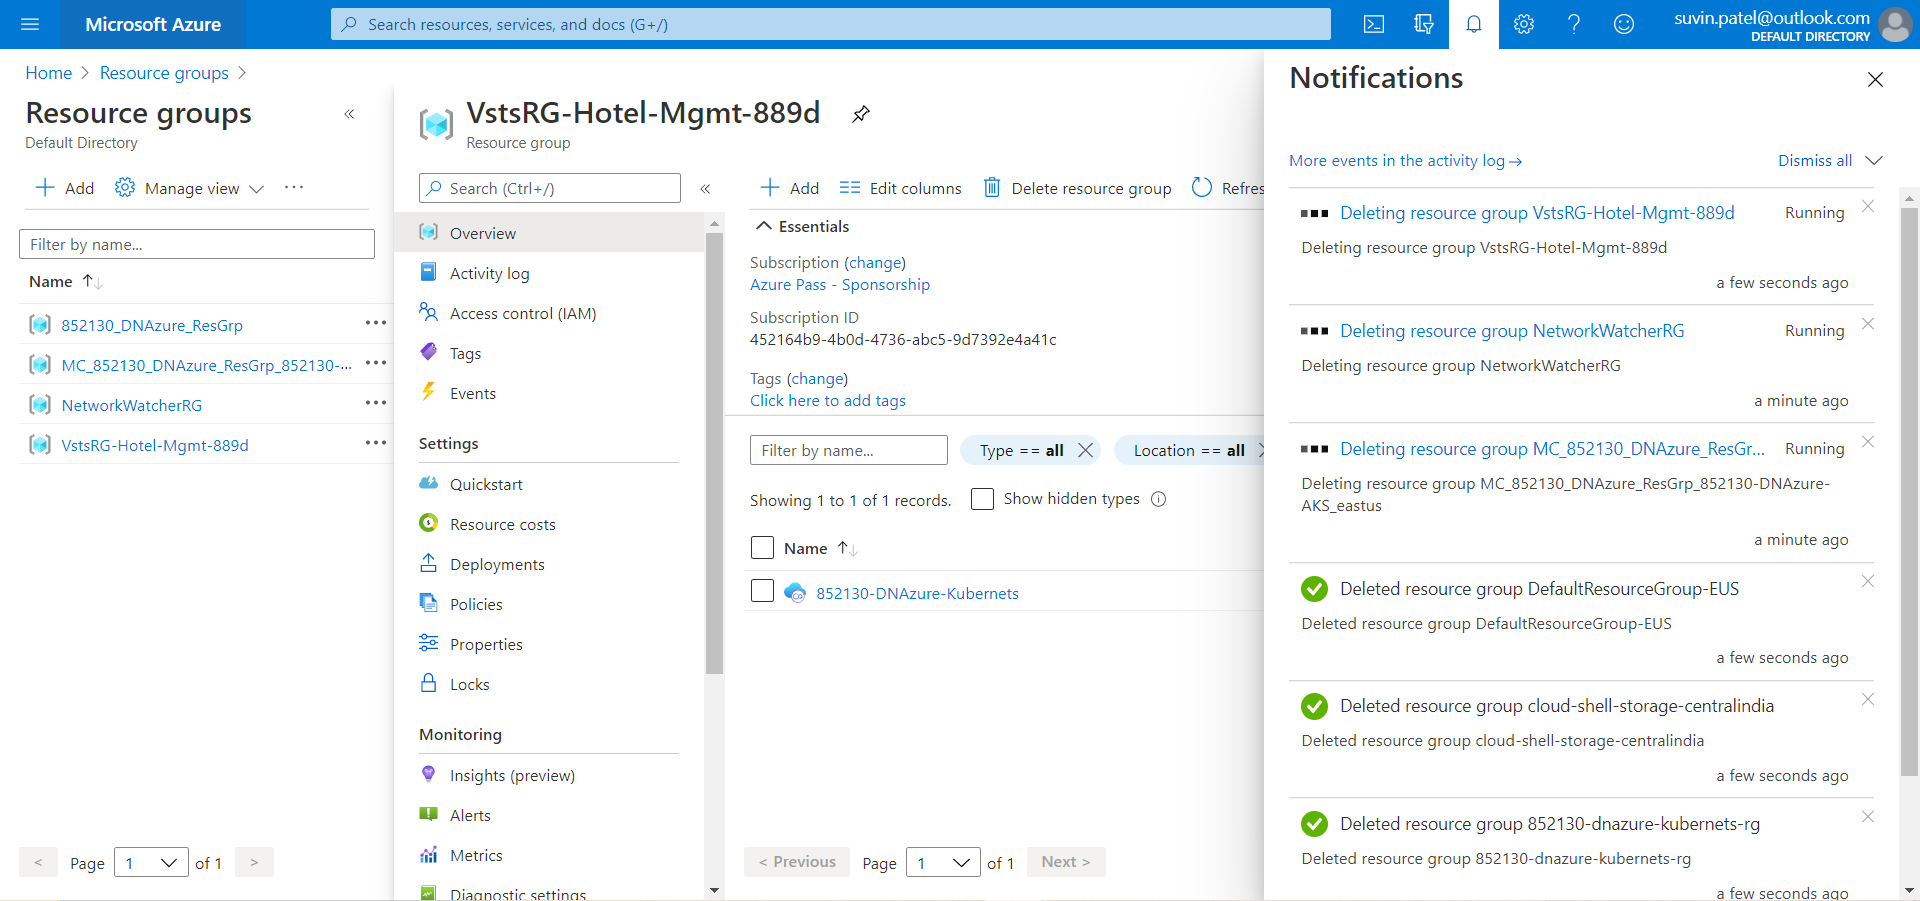 Microsoft Azure
Search resources, services, and docs (G+/)
suvin.patel@outlook.com
DEFAULT DIRECTORY
Home > Resource groups >
Resource groups
Default Directory
«
Add
Manage view
···
Filter by name...
Name ↑↓
852130_DNAzure_ResGrp ···
MC_852130_DNAzure_ResGrp_852130-... ···
NetworkWatcherRG ···
VstsRG-Hotel-Mgmt-889d ···
< Page 1 of 1 >
VstsRG-Hotel-Mgmt-889d
Resource group
Search (Ctrl+/)
«
Overview
Activity log
Access control (IAM)
Tags
Events
Settings
Quickstart
Resource costs
Deployments
Policies
Properties
Locks
Monitoring
Insights (preview)
Alerts
Metrics
Diagnostic settings
Add
Edit columns
Delete resource group
Refres
Essentials
Subscription (change)
Azure Pass - Sponsorship
Subscription ID
452164b9-4b0d-4736-abc5-9d7392e4a41c
Tags (change)
Click here to add tags
Filter by name...
Type == all
Location == all
Showing 1 to 1 of 1 records.
Show hidden types
Name ↑↓
852130-DNAzure-Kubernets
< Previous Page 1 of 1 Next >
Notifications
More events in the activity log →
Dismiss all
Deleting resource group VstsRG-Hotel-Mgmt-889d Running
Deleting resource group VstsRG-Hotel-Mgmt-889d
a few seconds ago
Deleting resource group NetworkWatcherRG Running
Deleting resource group NetworkWatcherRG
a minute ago
Deleting resource group MC_852130_DNAzure_ResGr... Running
Deleting resource group MC_852130_DNAzure_ResGrp_852130-DNAzure-
AKS_eastus
a minute ago
Deleted resource group DefaultResourceGroup-EUS
Deleted resource group DefaultResourceGroup-EUS
a few seconds ago
Deleted resource group cloud-shell-storage-centralindia
Deleted resource group cloud-shell-storage-centralindia
a few seconds ago
Deleted resource group 852130-dnazure-kubernets-rg
Deleted resource group 852130-dnazure-kubernets-rg
a few seconds ago